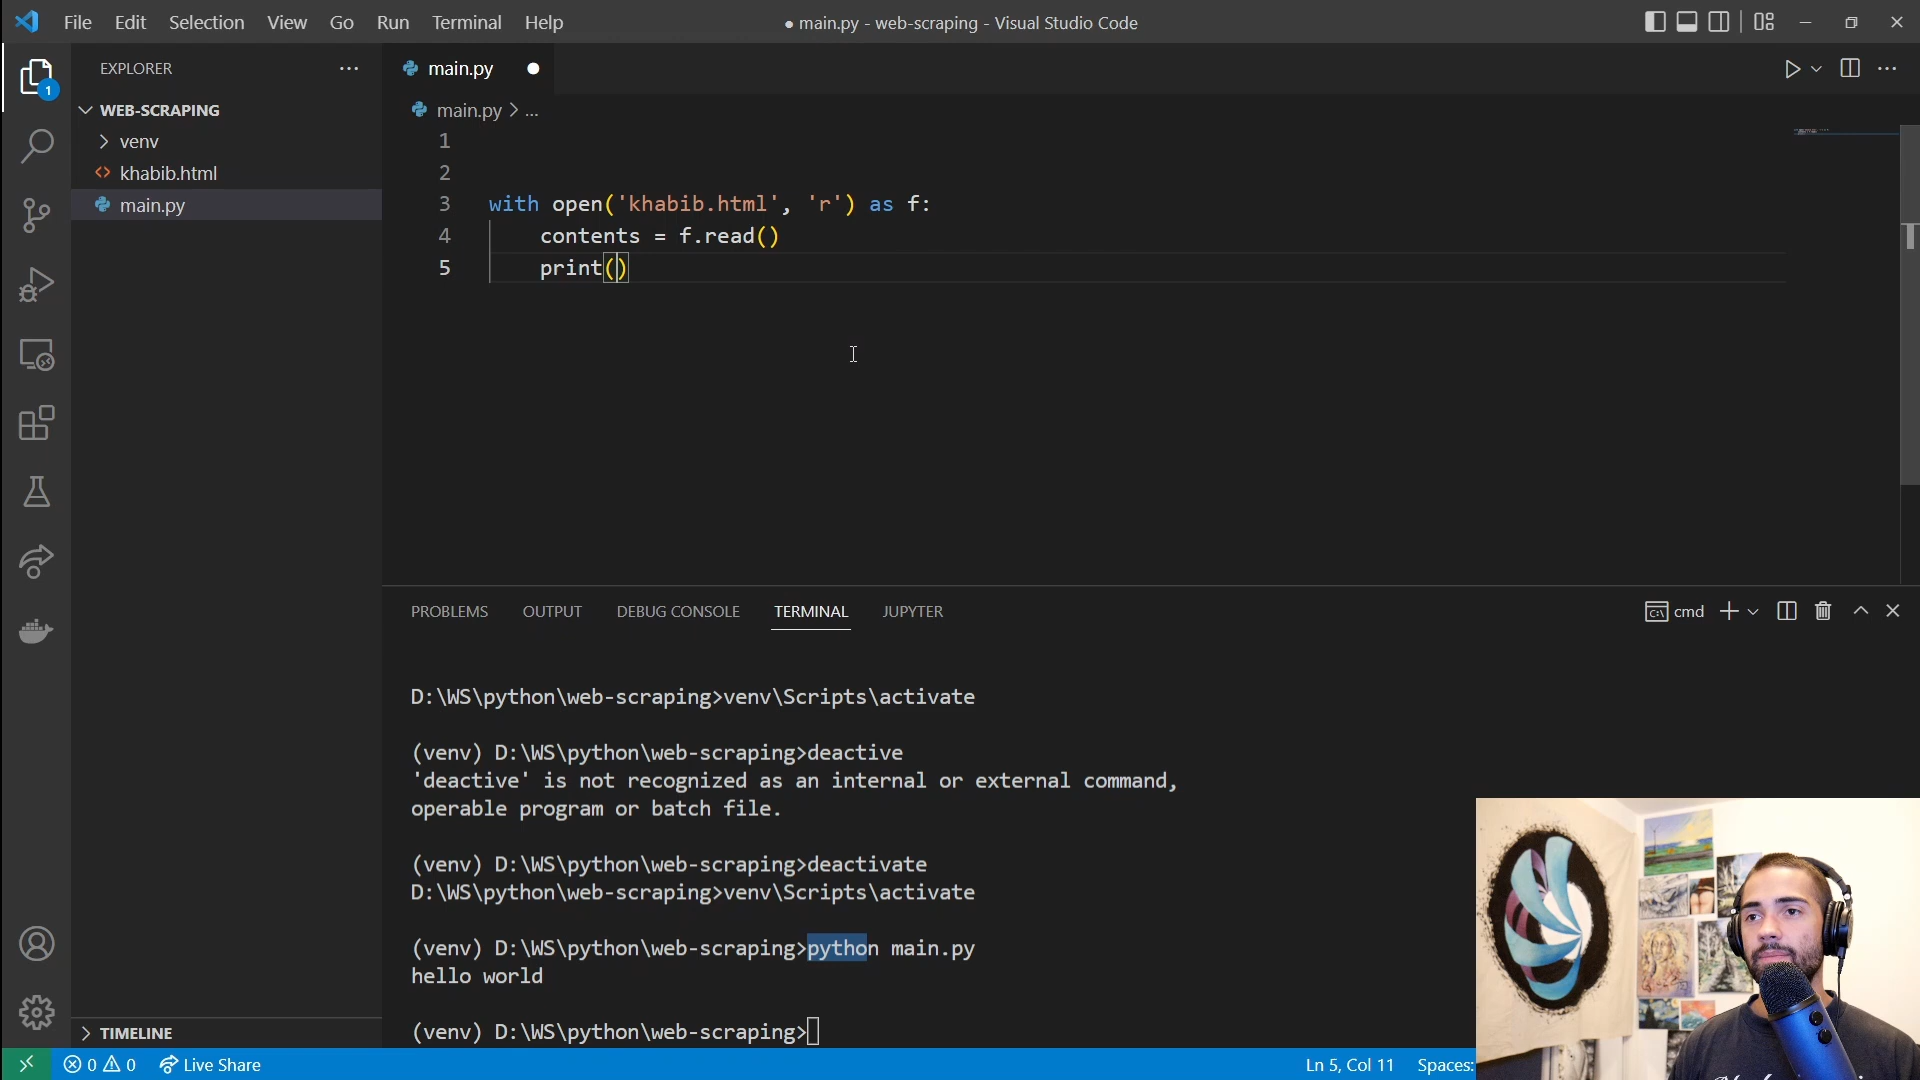 File Edit Selection View Go Run Terminal Help
● main.py - web-scraping - Visual Studio Code
EXPLORER
1
WEB-SCRAPING
venv
khabib.html
main.py
TIMELINE
main.py
main.py > ...
1
2
3 with open('khabib.html', 'r') as f:
4 contents = f.read()
5 print()
PROBLEMS OUTPUT DEBUG CONSOLE TERMINAL JUPYTER
cmd
D:\WS\python\web-scraping>venv\Scripts\activate
(venv) D:\WS\python\web-scraping>deactive
'deactive' is not recognized as an internal or external command,
operable program or batch file.
(venv) D:\WS\python\web-scraping>deactivate
D:\WS\python\web-scraping>venv\Scripts\activate
(venv) D:\WS\python\web-scraping>python main.py
hello world
(venv) D:\WS\python\web-scraping>
0 0 Live Share
Ln 5, Col 11 Spaces: